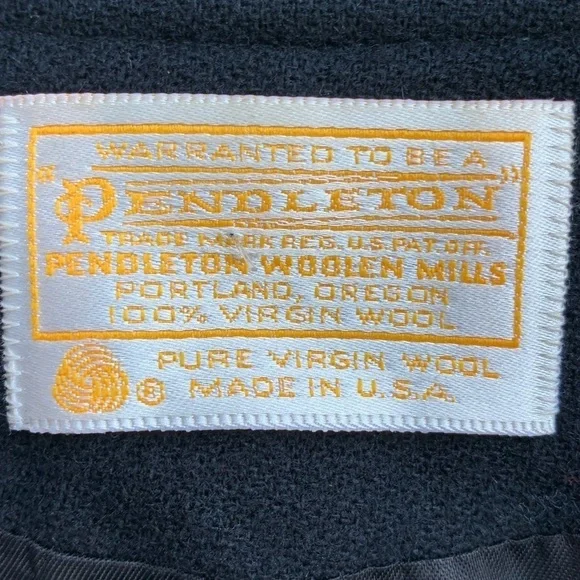 WARRANTED TO BE A
"PENDLETON"
TRADE MARK REG. U.S. PAT. OFF.
PENDLETON WOOLEN MILLS
PORTLAND, OREGON
100% VIRGIN WOOL
PURE VIRGIN WOOL
® MADE IN U.S.A.